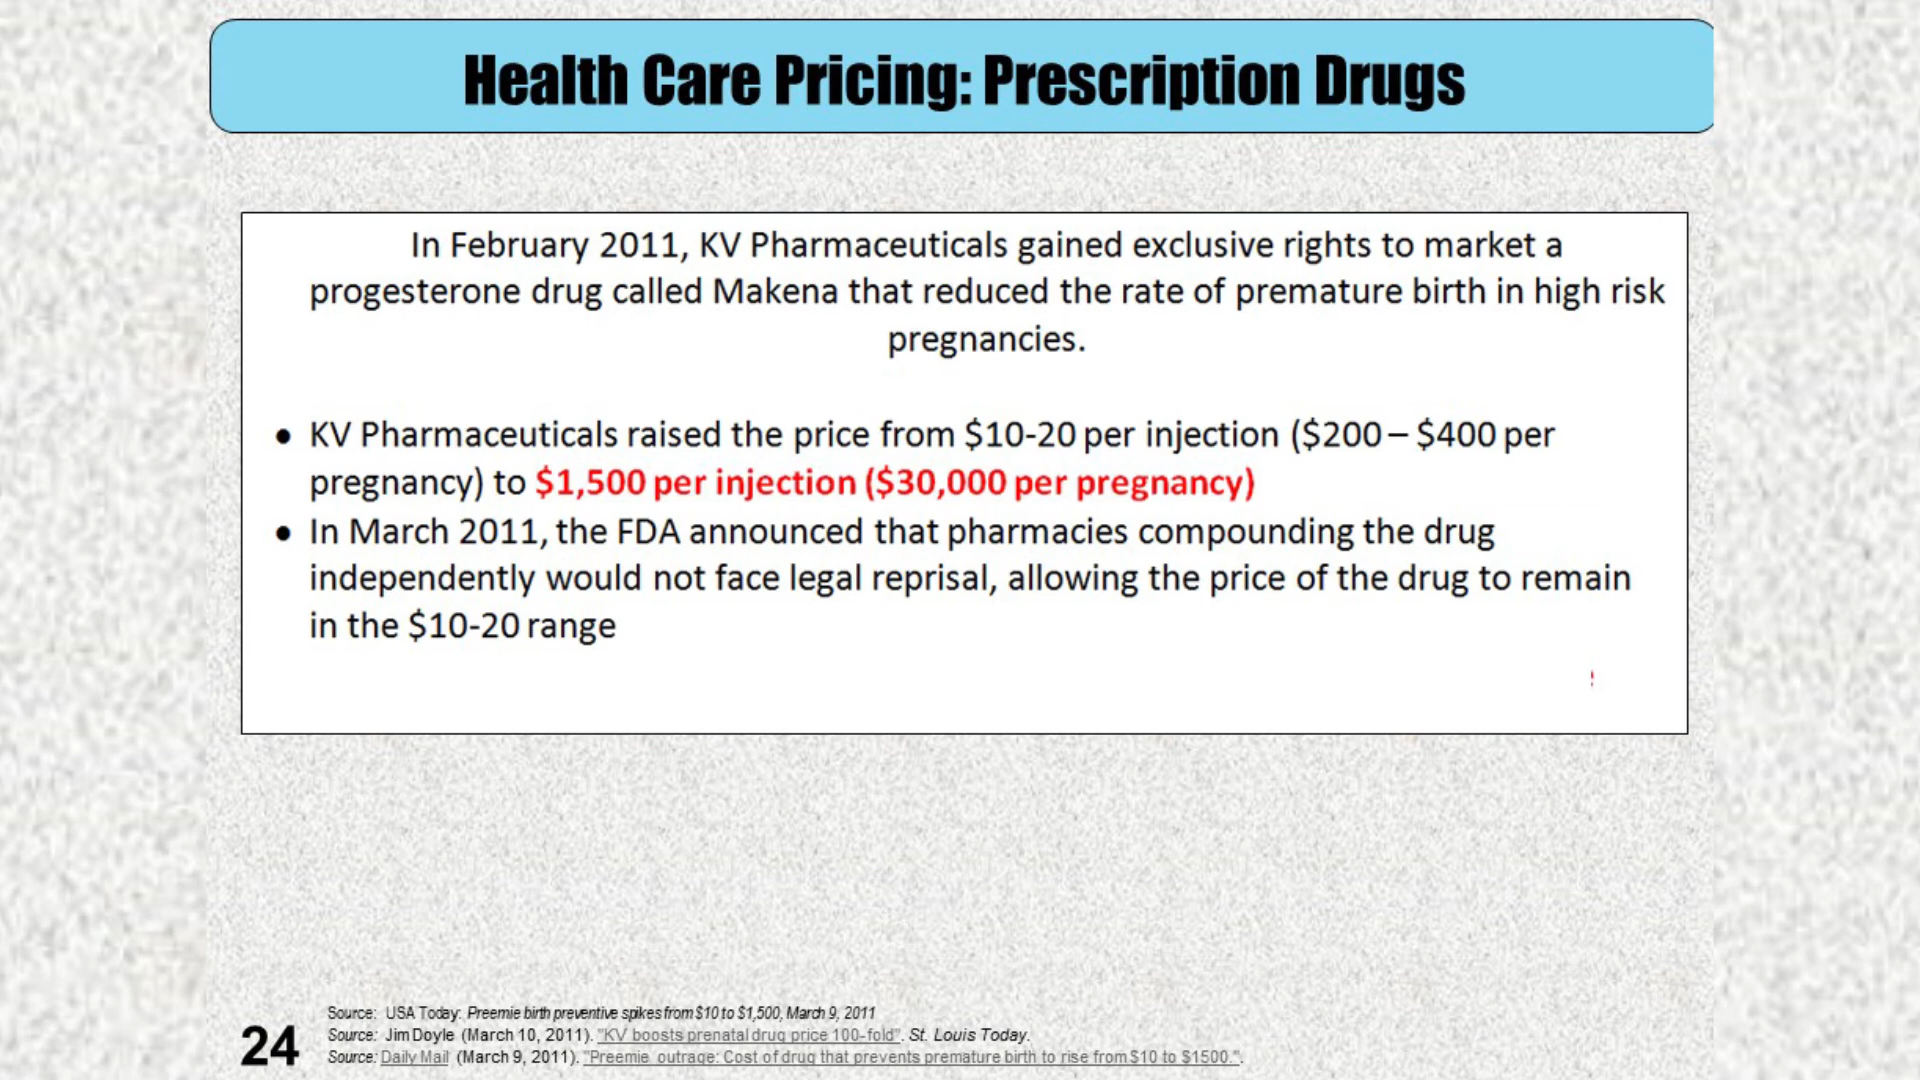 Health Care Pricing: Prescription Drugs
In February 2011, KV Pharmaceuticals gained exclusive rights to market a
progesterone drug called Makena that reduced the rate of premature birth in high risk
pregnancies.
• KV Pharmaceuticals raised the price from $10-20 per injection ($200 – $400 per
pregnancy) to $1,500 per injection ($30,000 per pregnancy)
• In March 2011, the FDA announced that pharmacies compounding the drug
independently would not face legal reprisal, allowing the price of the drug to remain
in the $10-20 range
24
Source: USA Today: Preemie birth preventive spikes from $10 to $1,500, March 9, 2011
Source: Jim Doyle (March 10, 2011). "KV boosts prenatal drug price 100-fold". St. Louis Today.
Source: Daily Mail (March 9, 2011). "Preemie outrage: Cost of drug that prevents premature birth to rise from $10 to $1500.".